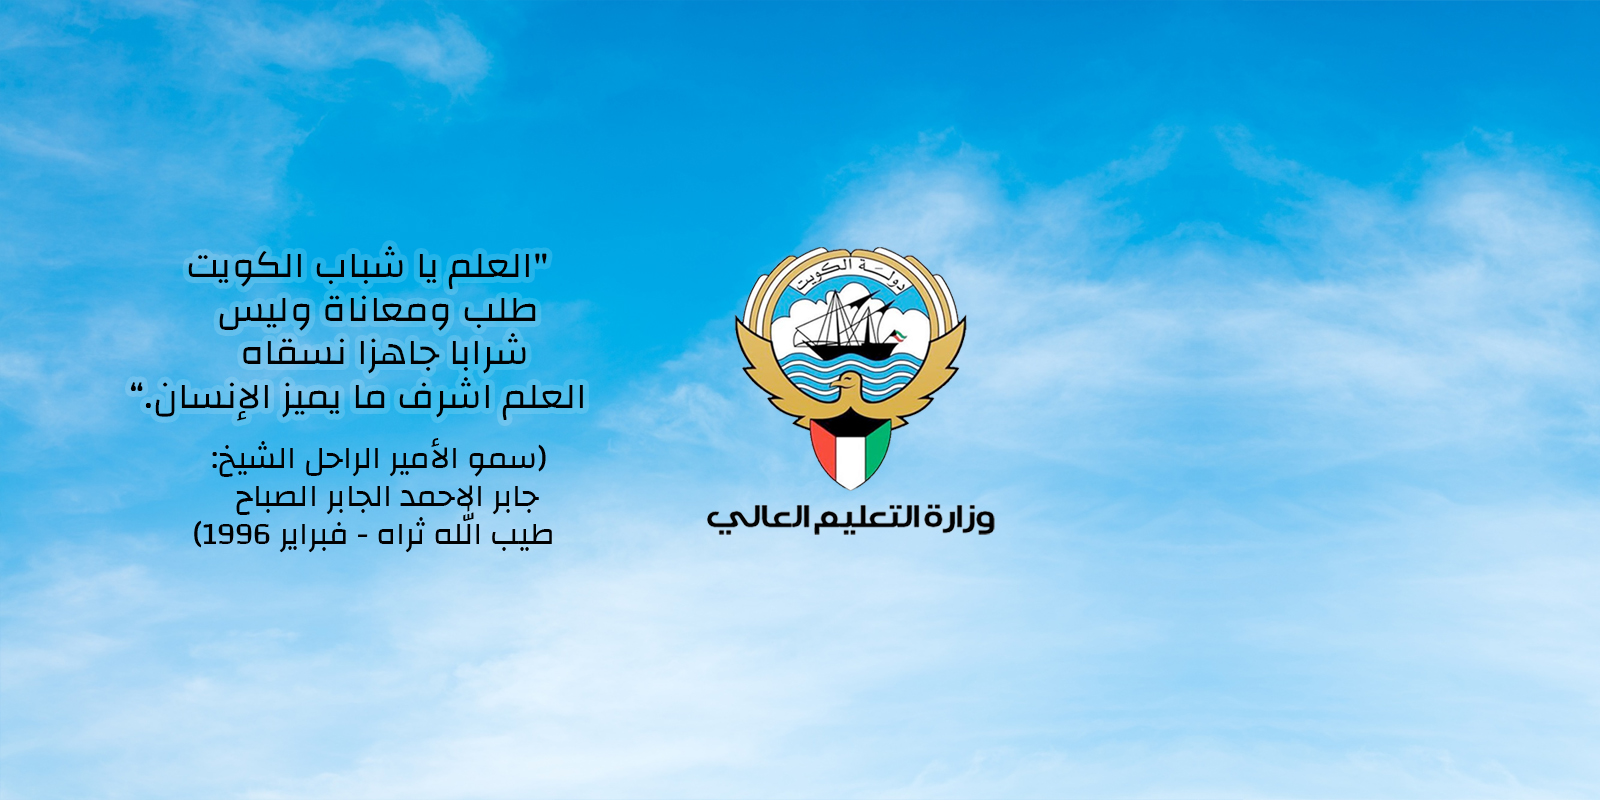 "العلم يا شباب الكويت
طلب ومعاناة وليس
شرابا جاهزا نسقاه
العلم اشرف ما يميز الإنسان.“
(سمو الأمير الراحل الشيخ:
جابر الاحمد الجابر الصباح
طيب الله ثراه - فبراير 1996)
دولة الكويت
وزارة التعليم العالي